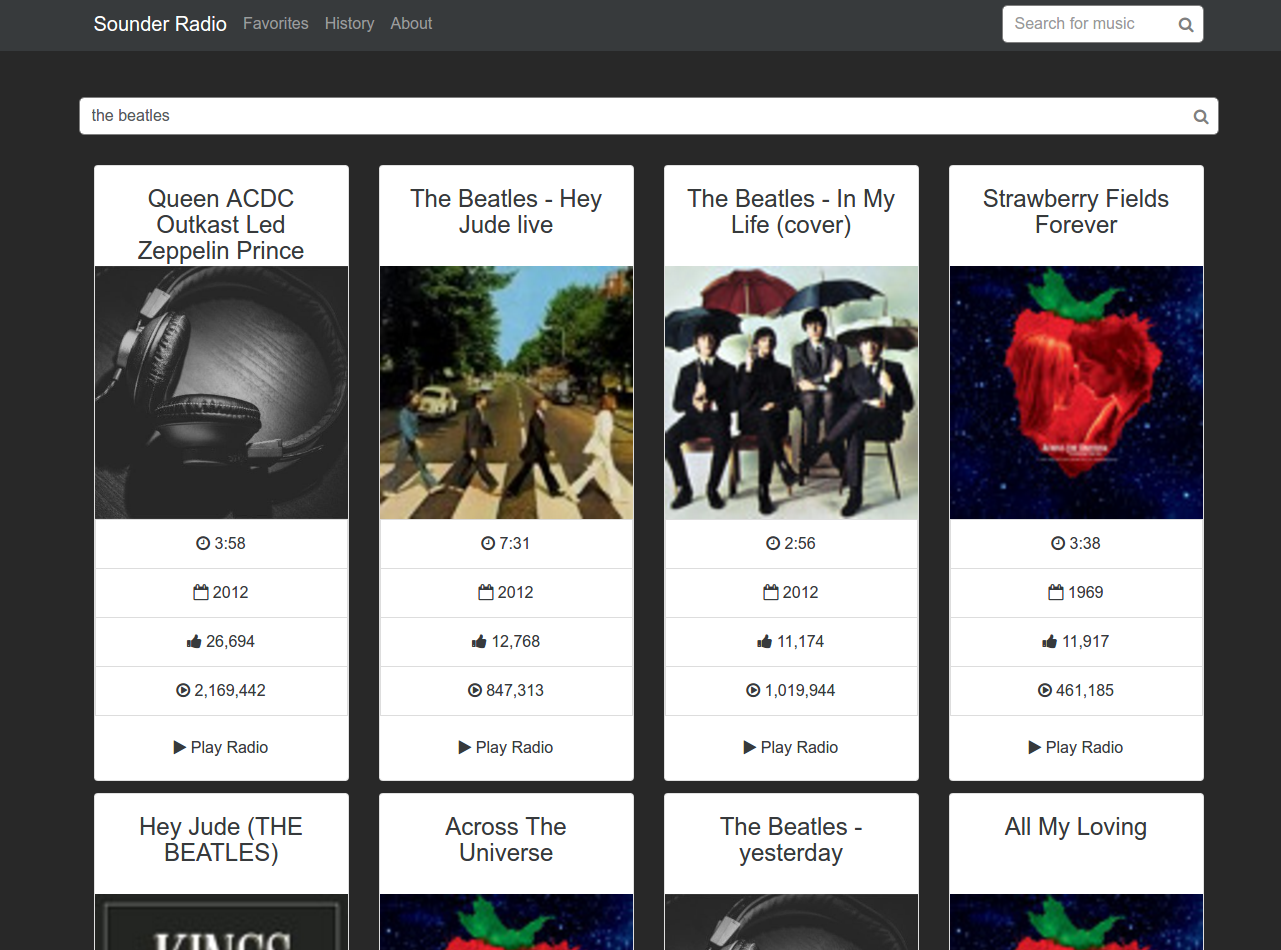 Sounder Radio Favorites History About Search for music
the beatles
Queen ACDC
Outkast Led
Zeppelin Prince
3:58
2012
26,694
2,169,442
Play Radio
The Beatles - Hey
Jude live
7:31
2012
12,768
847,313
Play Radio
The Beatles - In My
Life (cover)
2:56
2012
11,174
1,019,944
Play Radio
Strawberry Fields
Forever
ACROSS THE UNIVERSE
3:38
1969
11,917
461,185
Play Radio
Hey Jude (THE
BEATLES)
KINGS
Across The
Universe
The Beatles -
yesterday
All My Loving